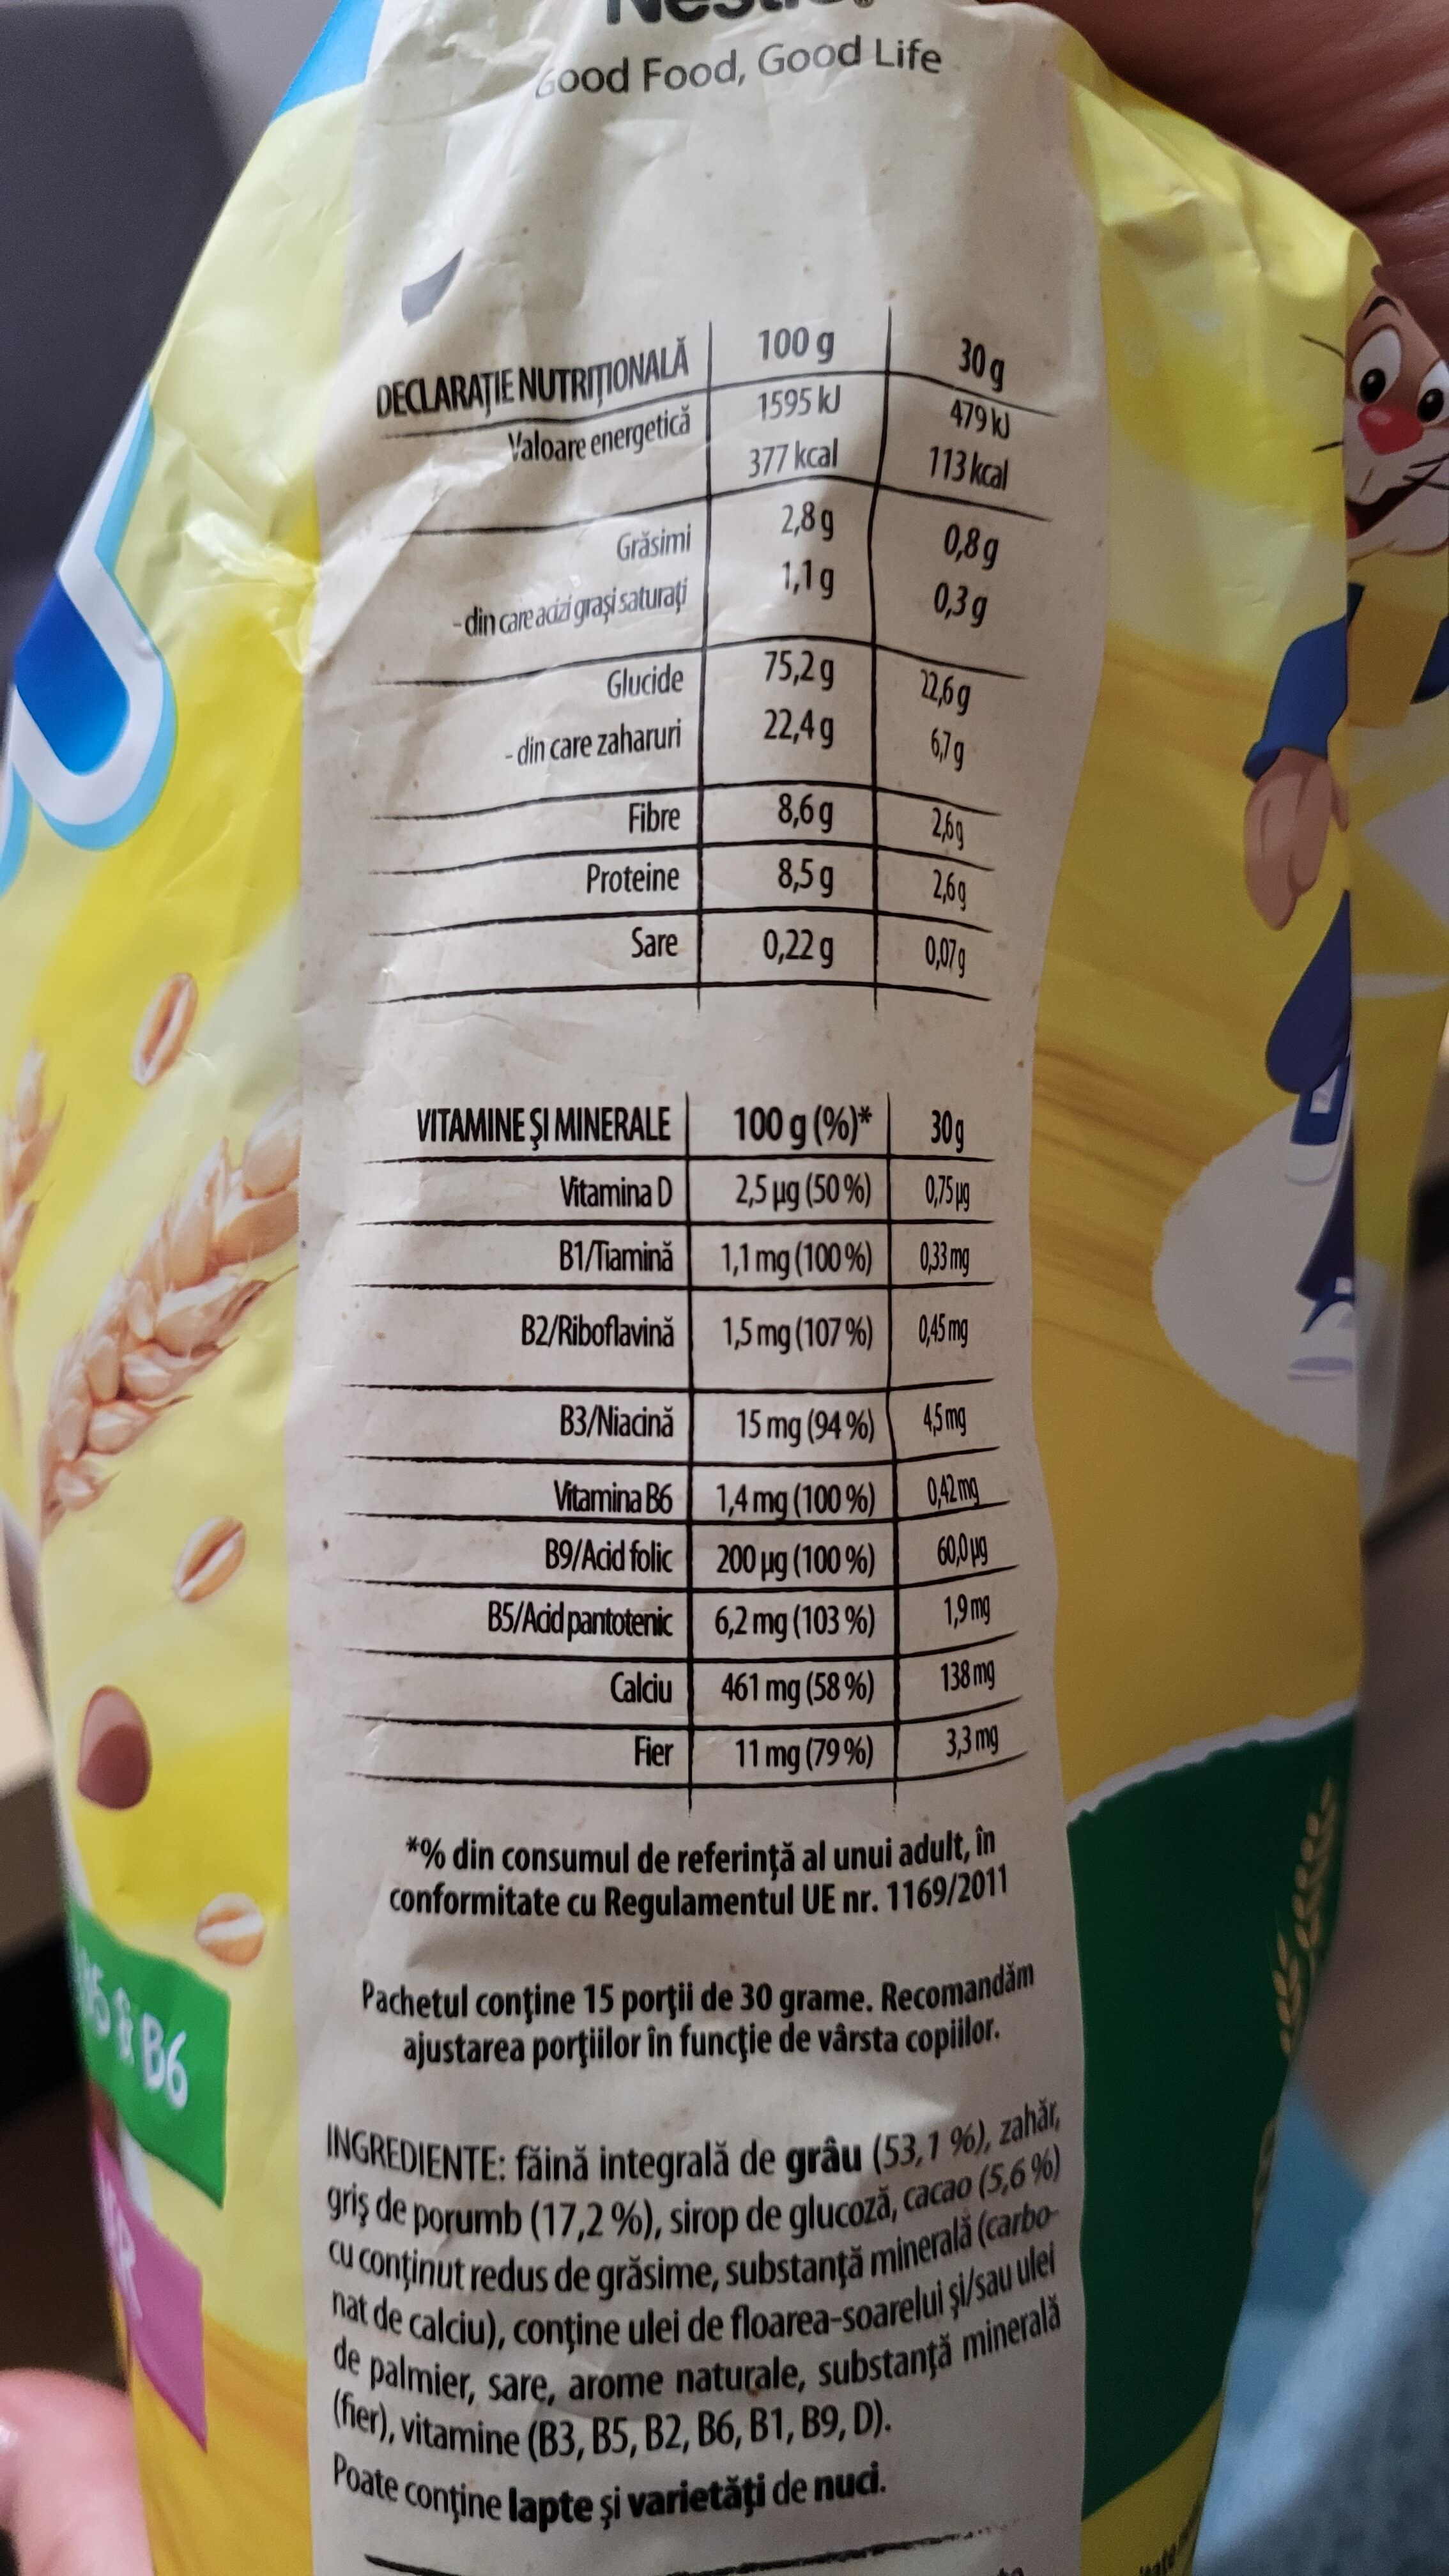 Nestlé®
Good Food, Good Life
DECLARAȚIE NUTRIȚIONALĂ 100 g 30 g
Valoare energetică 1595 kJ 479 kJ
377 kcal 113 kcal
Grăsimi 2,8 g 0,8 g
- din care acizi grași saturați 1,1 g 0,3 g
Glucide 75,2 g 22,6 g
- din care zaharuri 22,4 g 6,7 g
Fibre 8,6 g 2,6 g
Proteine 8,5 g 2,6 g
Sare 0,22 g 0,07 g
VITAMINE ȘI MINERALE 100 g (%)* 30 g
Vitamina D 2,5 µg (50 %) 0,75 µg
B1/Tiamină 1,1 mg (100 %) 0,33 mg
B2/Riboflavină 1,5 mg (107 %) 0,45 mg
B3/Niacină 15 mg (94 %) 4,5 mg
Vitamina B6 1,4 mg (100 %) 0,42 mg
B9/Acid folic 200 µg (100 %) 60,0 µg
B5/Acid pantotenic 6,2 mg (103 %) 1,9 mg
Calciu 461 mg (58 %) 138 mg
Fier 11 mg (79 %) 3,3 mg
*% din consumul de referință al unui adult, în
conformitate cu Regulamentul UE nr. 1169/2011
Pachetul conține 15 porții de 30 grame. Recomandăm
ajustarea porțiilor în funcție de vârsta copiilor.
INGREDIENTE: făină integrală de grâu (53,1 %), zahăr,
griș de porumb (17,2 %), sirop de glucoză, cacao (5,6 %)
cu conținut redus de grăsime, substanță minerală (carbo-
nat de calciu), conține ulei de floarea-soarelui și/sau ulei
de palmier, sare, arome naturale, substanță minerală
(fier), vitamine (B3, B5, B2, B6, B1, B9, D).
Poate conține lapte și varietăți de nuci.
& B6